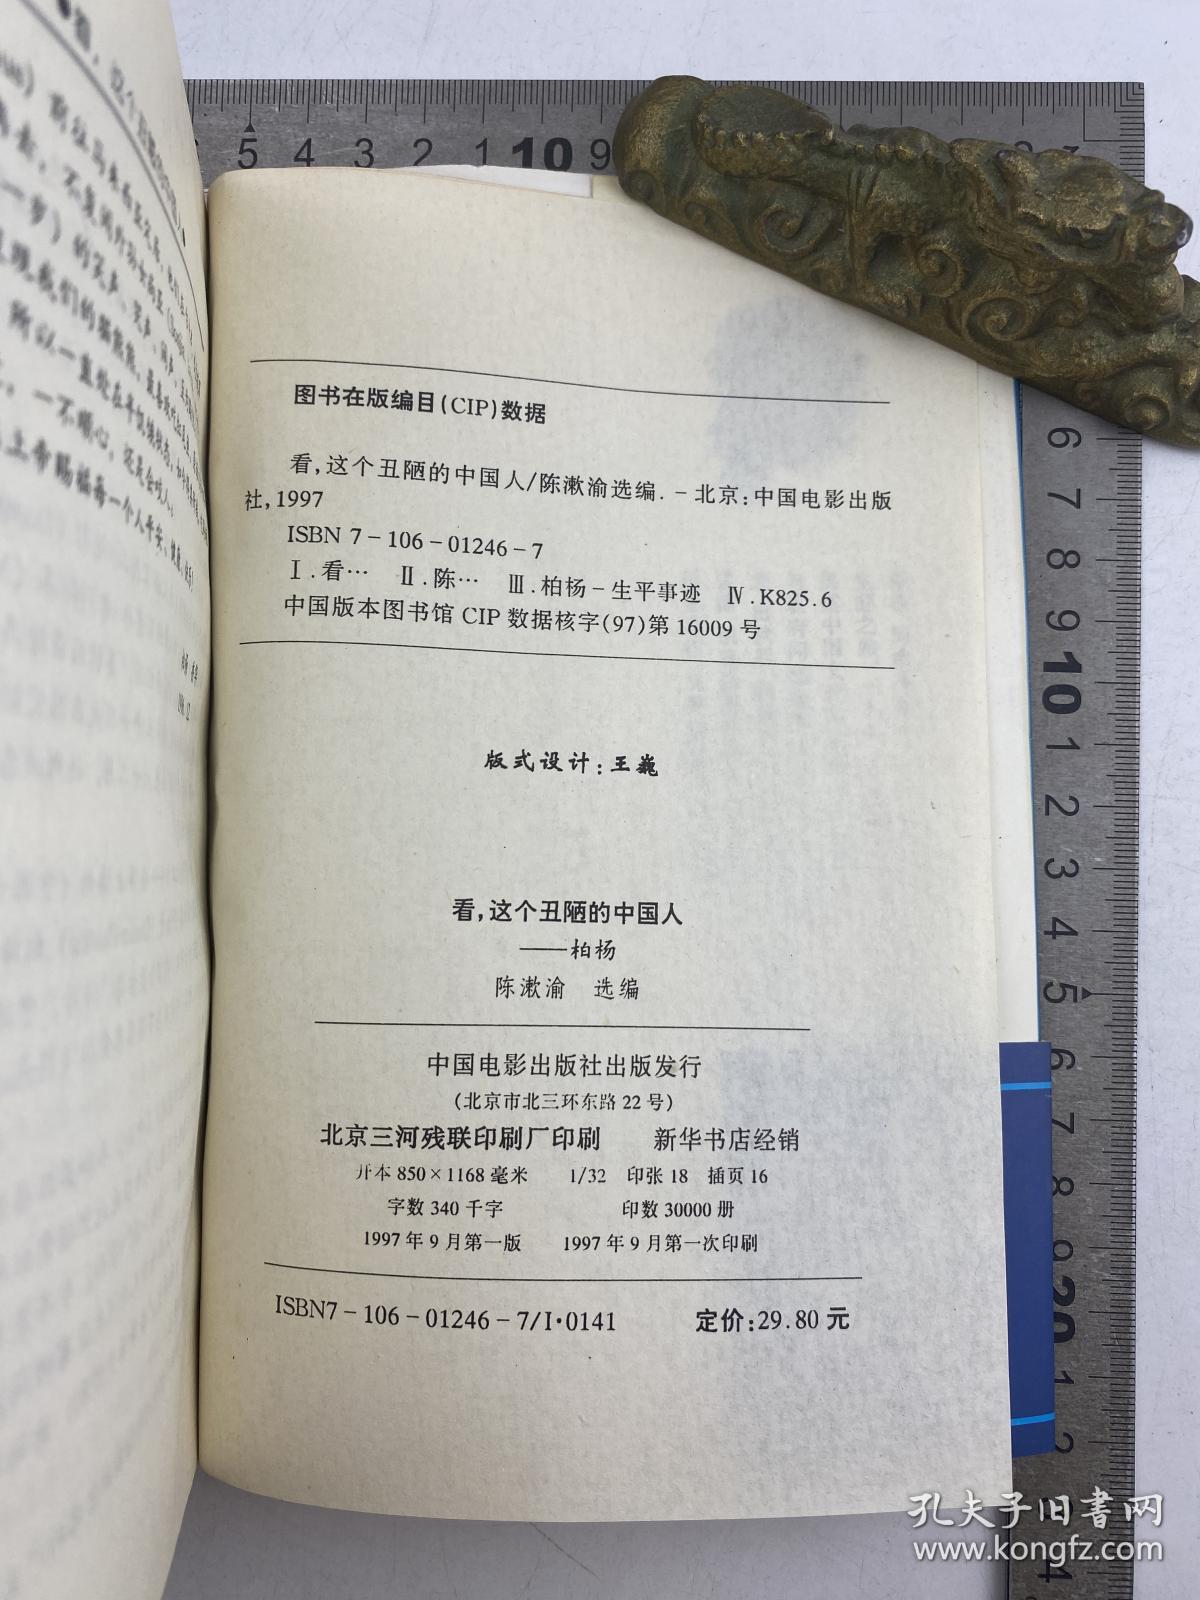 图书在版编目(CIP)数据
看,这个丑陋的中国人/陈漱渝选编. －北京:中国电影出版
社,1997
ISBN 7－106－01246－7
Ⅰ.看… Ⅱ.陈… Ⅲ.柏杨－生平事迹 Ⅳ.K825.6
中国版本图书馆 CIP 数据核字(97)第 16009 号
版式设计:王巍
看,这个丑陋的中国人
——柏杨
陈漱渝 选编
中国电影出版社出版发行
(北京市北三环东路 22 号)
北京三河残联印刷厂印刷 新华书店经销
开本 850×1168 毫米 1/32 印张 18 插页 16
字数 340 千字 印数 30000 册
1997 年 9 月第一版 1997 年 9 月第一次印刷
ISBN7－106－01246－7/I·0141 定价:29.80 元
孔夫子旧书网
www.kongfz.com